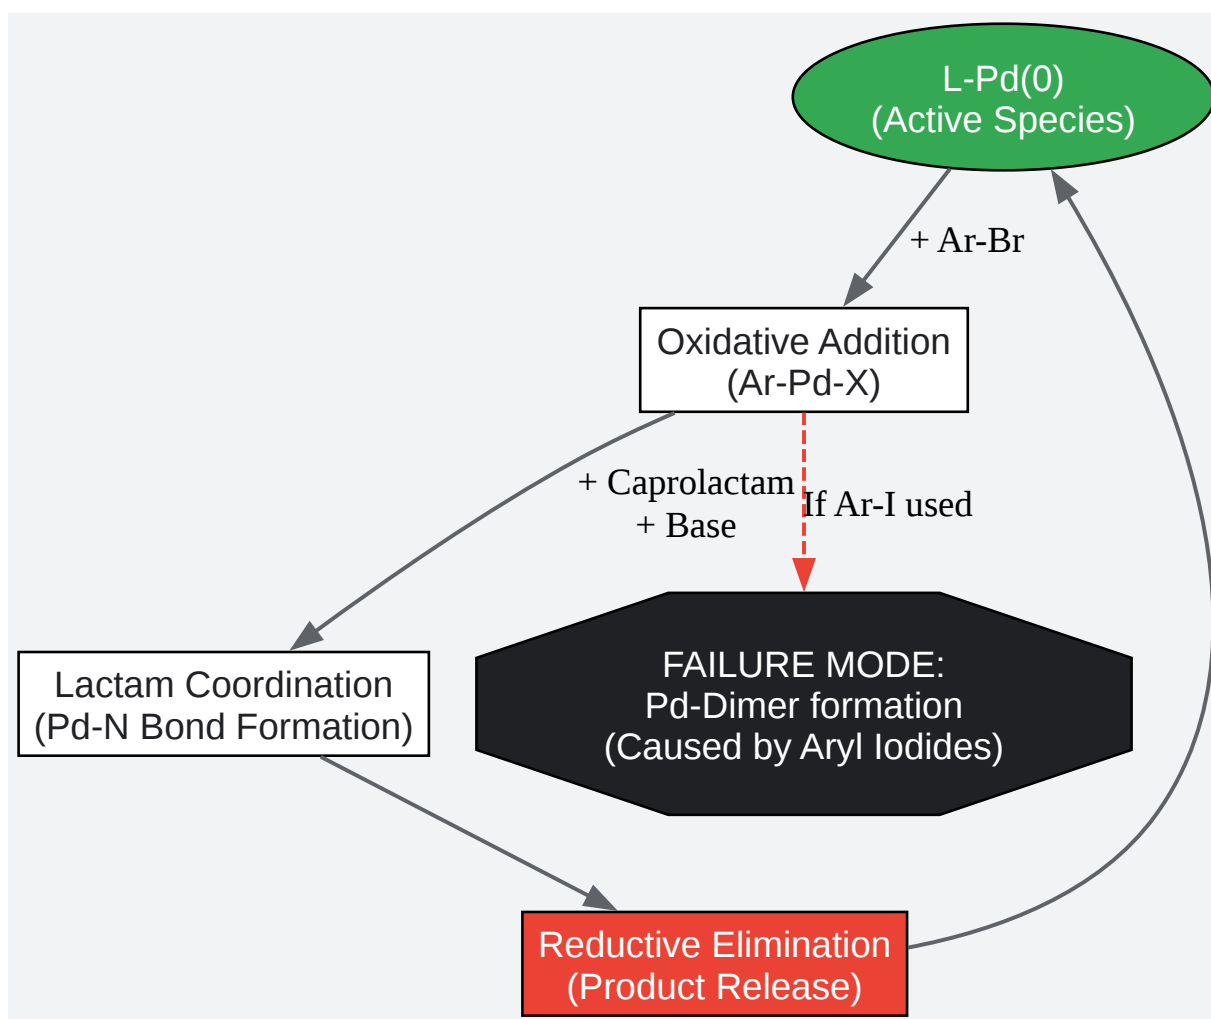 L-Pd(0)
(Active Species)
+ Ar-Br
Oxidative Addition
(Ar-Pd-X)
+ Caprolactam
+ Base
If Ar-I used
FAILURE MODE:
Pd-Dimer formation
(Caused by Aryl Iodides)
Lactam Coordination
(Pd-N Bond Formation)
Reductive Elimination
(Product Release)